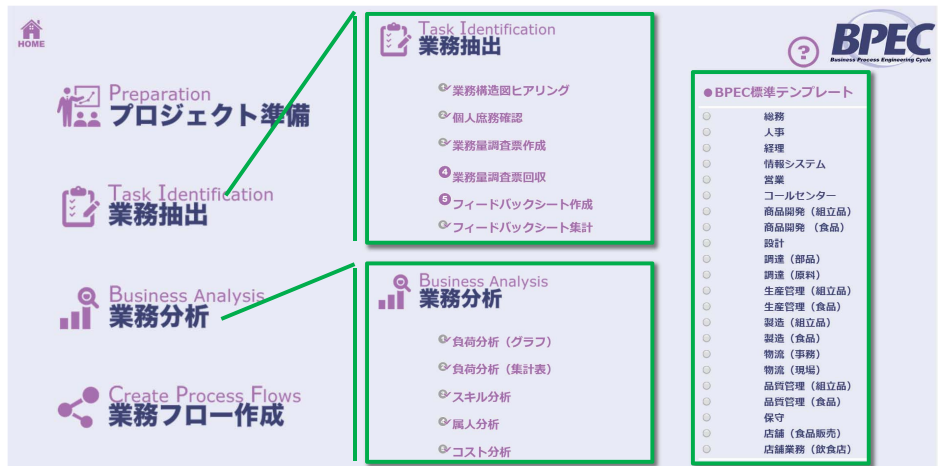 HOME
Preparation
プロジェクト準備
Task Identification
業務抽出
Business Analysis
業務分析
Create Process Flows
業務フロー作成
Task Identification
業務抽出
業務構造図ヒアリング
個人庶務確認
業務量調査票作成
4 業務量調査票回収
5 フィードバックシート作成
フィードバックシート集計
Business Analysis
業務分析
負荷分析（グラフ）
負荷分析（集計表）
スキル分析
属人分析
コスト分析
?
BPEC
Business Process Engineering Cycle
●BPEC標準テンプレート
総務
人事
経理
情報システム
営業
コールセンター
商品開発（組立品）
商品開発 （食品）
設計
調達（部品）
調達（原料）
生産管理（組立品）
生産管理（食品）
製造（組立品）
製造（食品）
物流（事務）
物流（現場）
品質管理（組立品）
品質管理（食品）
保守
店舗（食品販売）
店舗業務（飲食店）